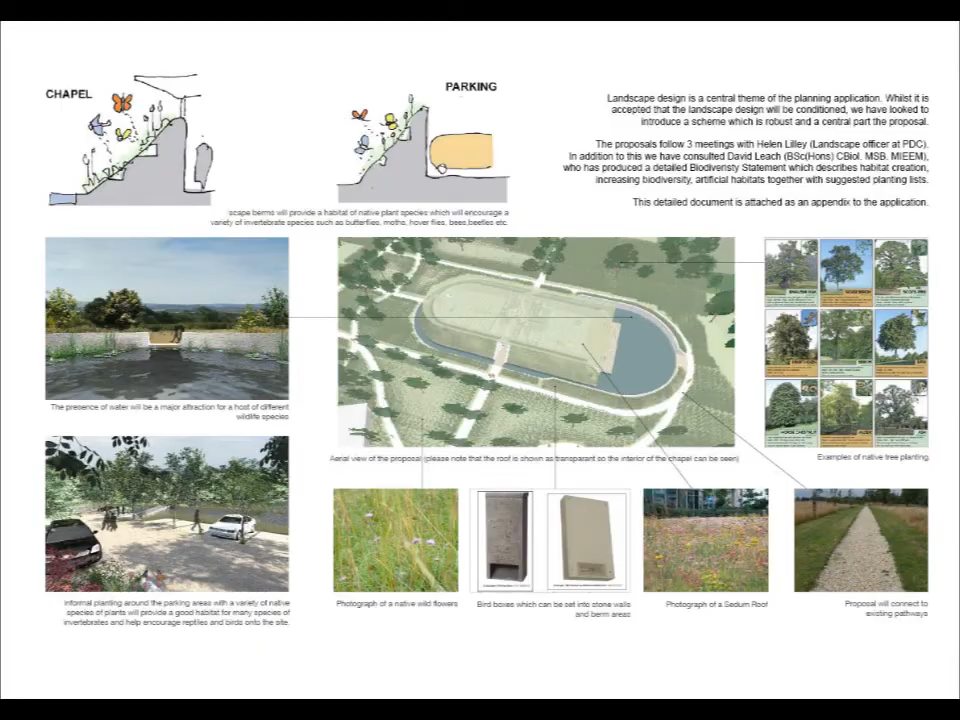 CHAPEL
PARKING
Landscape design is a central theme of the planning application. Whilst it is
accepted that the landscape design will be conditioned, we have looked to
introduce a scheme which is robust and a central part the proposal.
The proposals follow 3 meetings with Helen Lilley (Landscape officer at PDC).
In addition to this we have consulted David Leach (BSc(Hons) CBiol. MSB. MIEEM),
who has produced a detailed Biodiveristy Statement which describes habitat creation,
increasing biodiversity, artificial habitats together with suggested planting lists.
This detailed document is attached as an appendix to the application.
scape berms will provide a habitat of native plant species which will encourage a
variety of invertebrate species such as butterflies, moths, hover flies, bees,beetles etc.
The presence of water will be a major attraction for a host of different
wildlife species
Aerial view of the proposal (please note that the roof is shown as transparant so the interior of the chapel can be seen)
Examples of native tree planting.
Informal planting around the parking areas with a variety of native
species of plants will provide a good habitat for many species of
invertebrates and help encourage reptiles and birds onto the site.
Photograph of a native wild flowers
Bird boxes which can be set into stone walls
and berm areas
Photograph of a Sedum Roof
Proposal will connect to
existing pathways